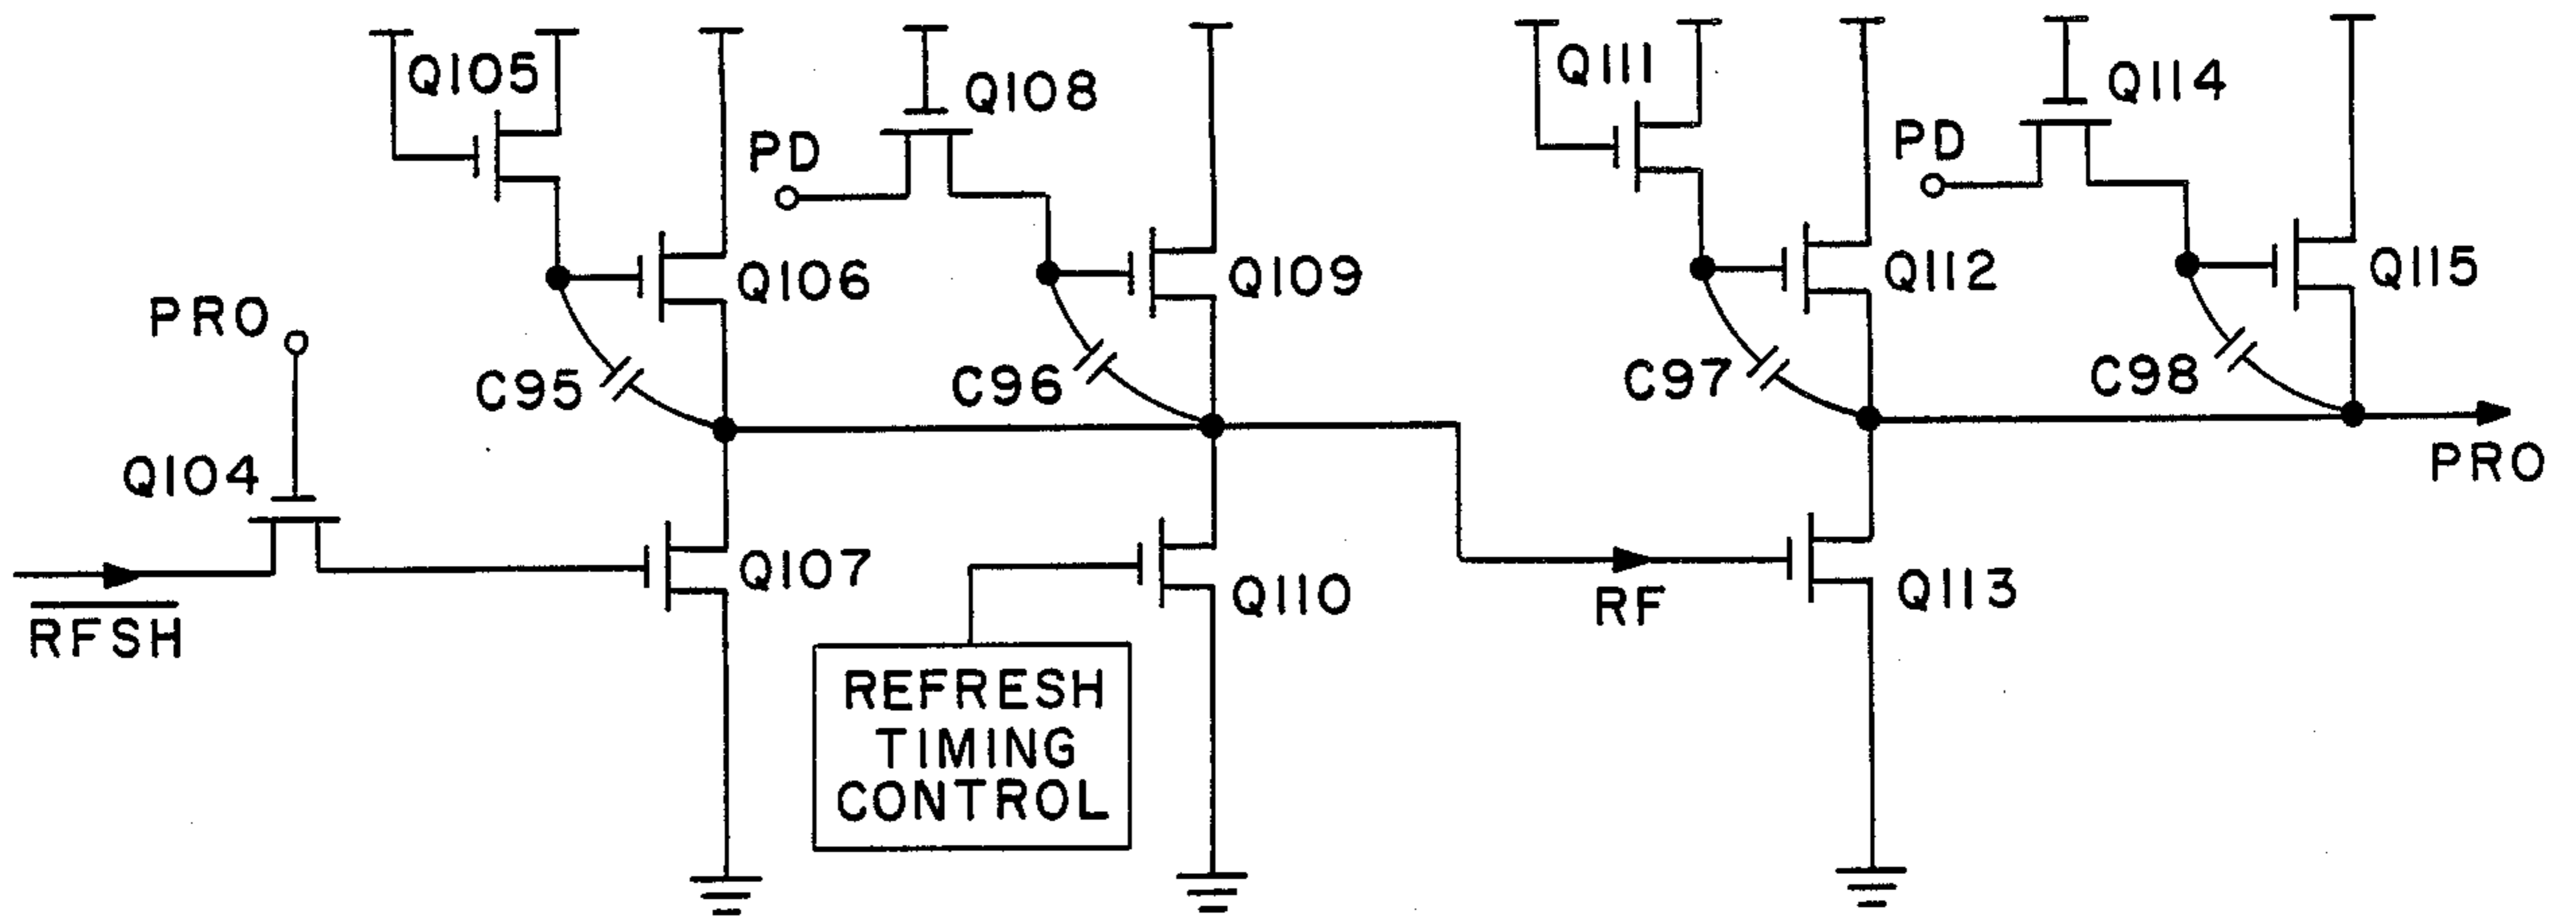 Q105
Q108
Q111
Q114
PD
PD
Q106
Q109
Q112
Q115
PRO
C95
C96
C97
C98
Q104
PRO
Q107
Q110
RF
Q113
RFSH
REFRESH
TIMING
CONTROL